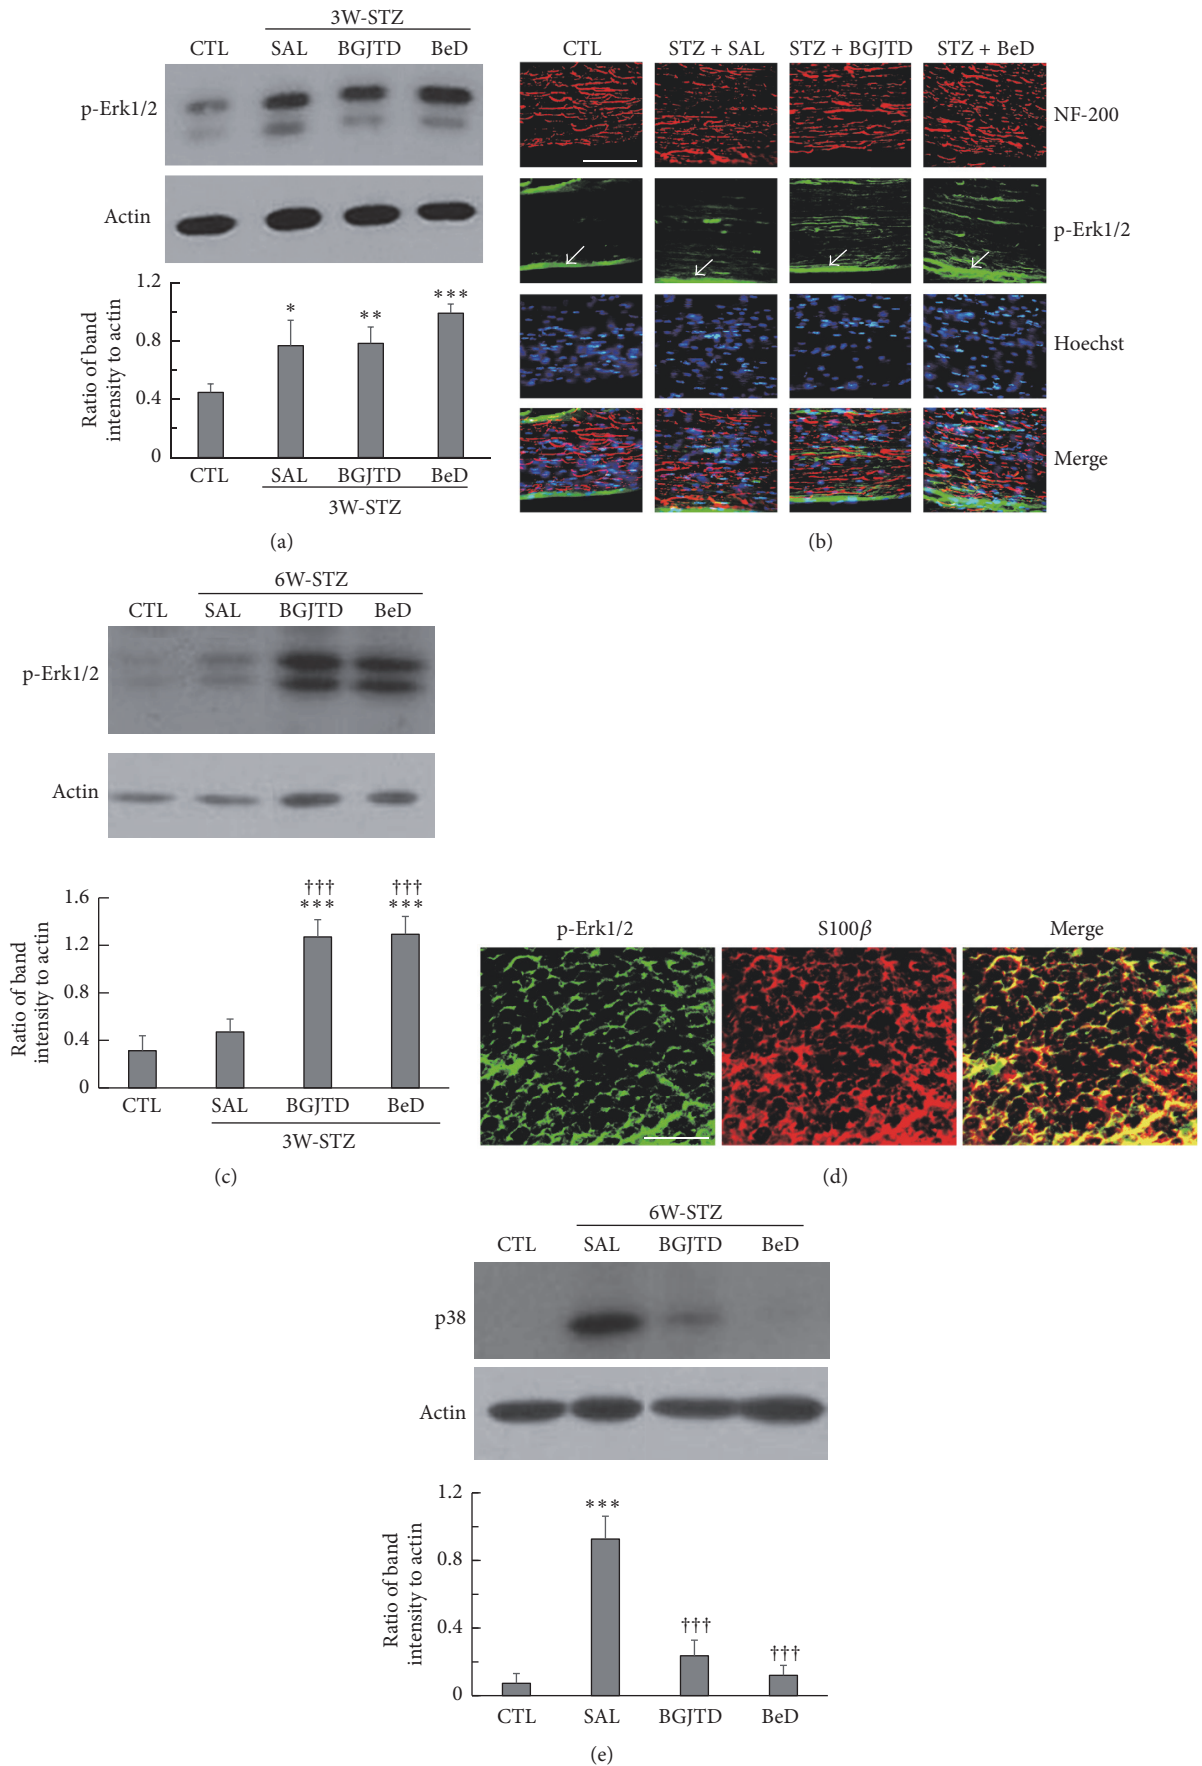 3W-STZ
CTL SAL BGJTD BeD
p-Erk1/2
Actin
1.2
0.8
0.4
0
Ratio of band
intensity to actin
*
**
***
CTL SAL BGJTD BeD
3W-STZ
(a)
CTL STZ + SAL STZ + BGJTD STZ + BeD
NF-200
p-Erk1/2
Hoechst
Merge
(b)
6W-STZ
CTL SAL BGJTD BeD
p-Erk1/2
Actin
1.6
1.2
0.8
0.4
0
Ratio of band
intensity to actin
††† †††
*** ***
CTL SAL BGJTD BeD
3W-STZ
(c)
p-Erk1/2 S100β Merge
(d)
6W-STZ
CTL SAL BGJTD BeD
p38
Actin
1.2
0.8
0.4
0
Ratio of band
intensity to actin
***
†††
†††
CTL SAL BGJTD BeD
(e)